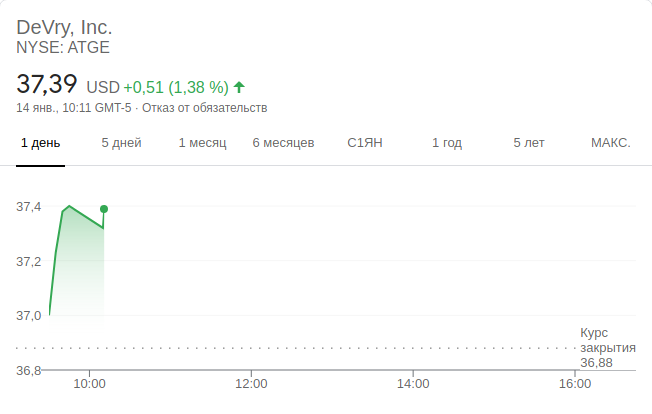 DeVry, Inc.
NYSE: ATGE
37,39 USD +0,51 (1,38 %)
14 янв., 10:11 GMT-5 · Отказ от обязательств
1 день 5 дней 1 месяц 6 месяцев С1ЯН 1 год 5 лет МАКС.
37,4
37,2
37,0
Курс
закрытия
36,88
36,8
10:00 12:00 14:00 16:00